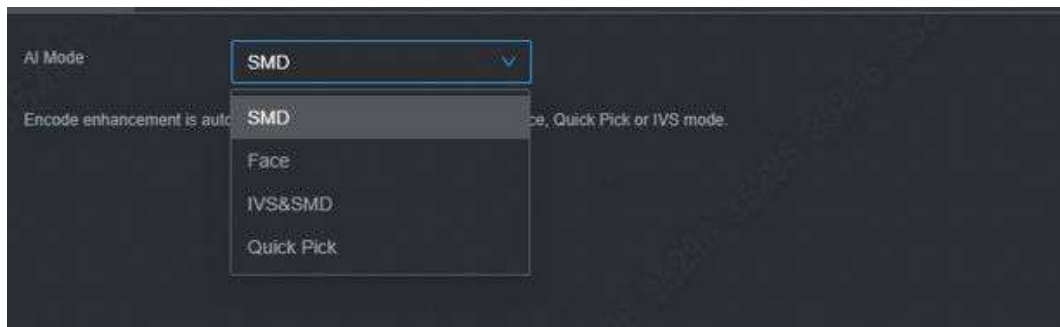 AI Mode
SMD
Encode enhancement is auto
SMD
ce, Quick Pick or IVS mode.
Face
IVS&SMD
Quick Pick